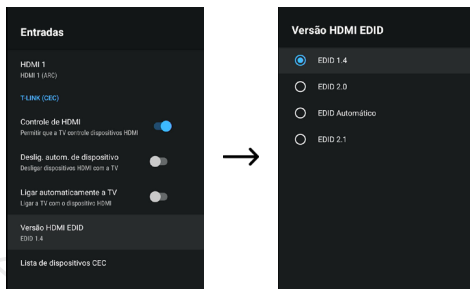 Entradas
HDMI 1
HDMI 1 (ARC)
T-LINK (CEC)
Controle de HDMI
Permitir que a TV controle dispositivos HDMI
Deslig. autom. de dispositivo
Desligar dispositivos HDMI com a TV
Ligar automaticamente a TV
Ligar a TV com o dispositivo HDMI
Versão HDMI EDID
EDID 1.4
Lista de dispositivos CEC
Versão HDMI EDID
EDID 1.4
EDID 2.0
EDID Automático
EDID 2.1